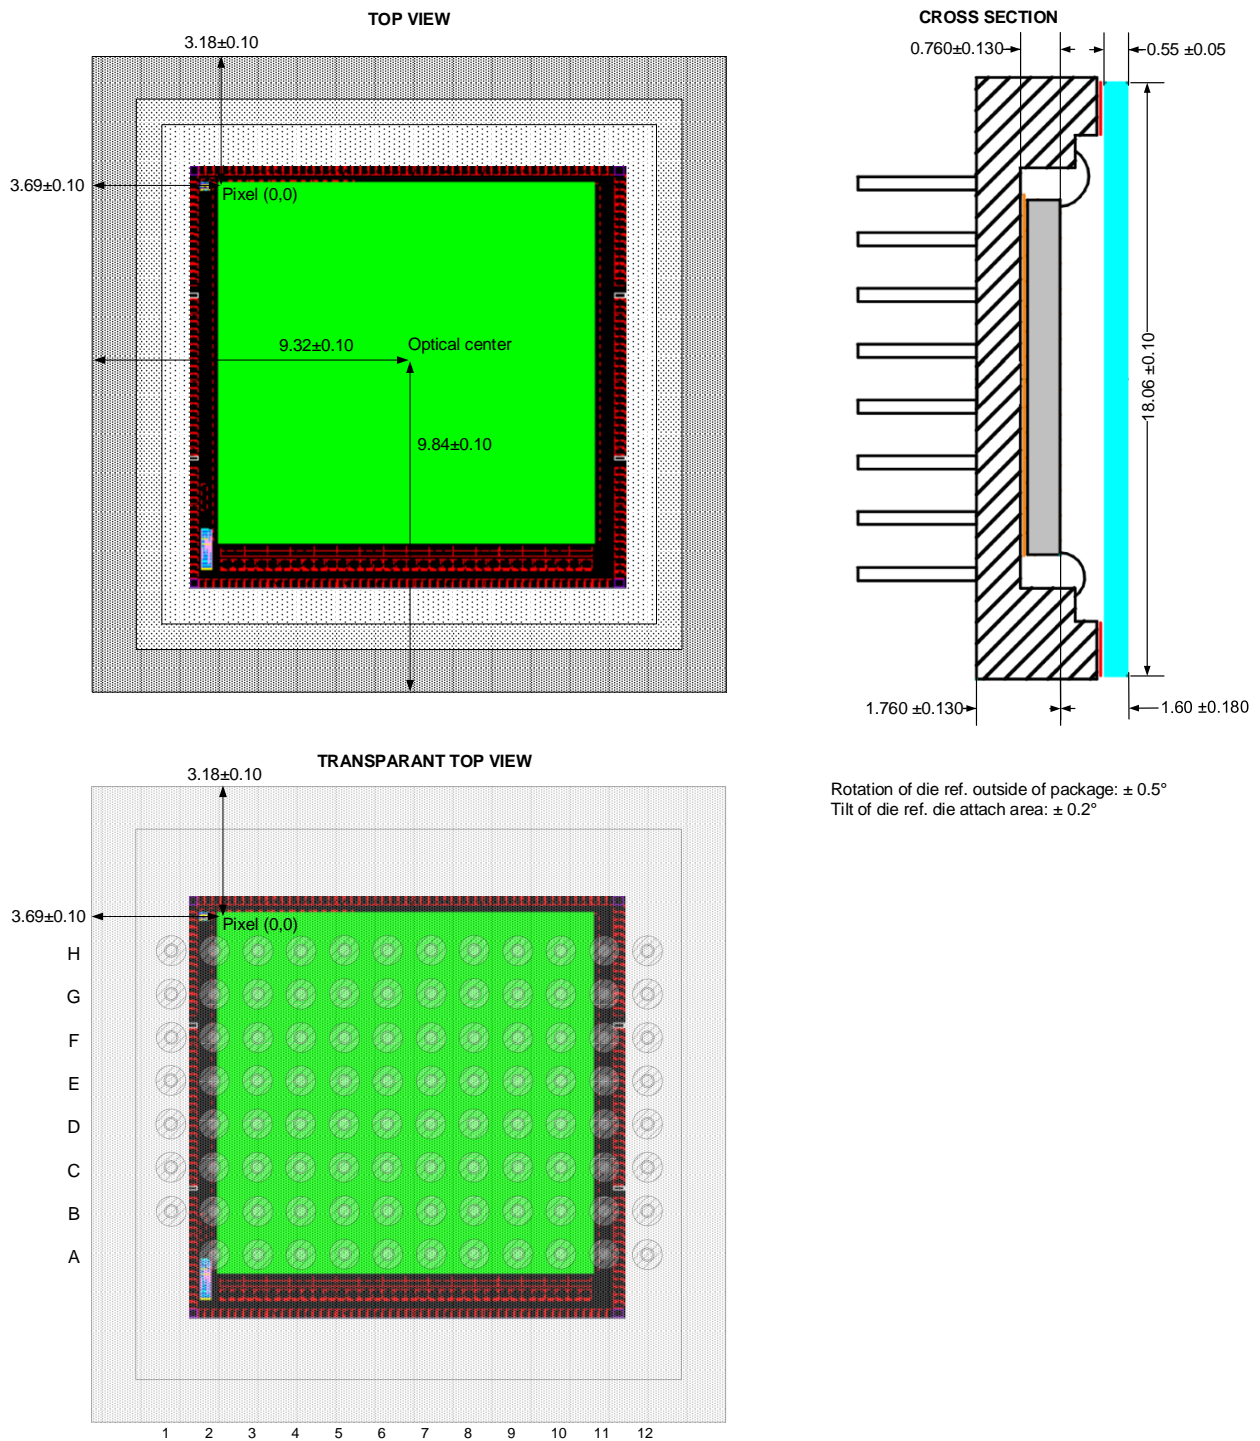 TOP VIEW
3.18±0.10
3.69±0.10
Pixel (0,0)
9.32±0.10
Optical center
9.84±0.10
CROSS SECTION
0.760±0.130
0.55 ±0.05
18.06 ±0.10
1.760 ±0.130
1.60 ±0.180
Rotation of die ref. outside of package: ± 0.5°
Tilt of die ref. die attach area: ± 0.2°
TRANSPARANT TOP VIEW
3.18±0.10
3.69±0.10
Pixel (0,0)
H
G
F
E
D
C
B
A
1 2 3 4 5 6 7 8 9 10 11 12